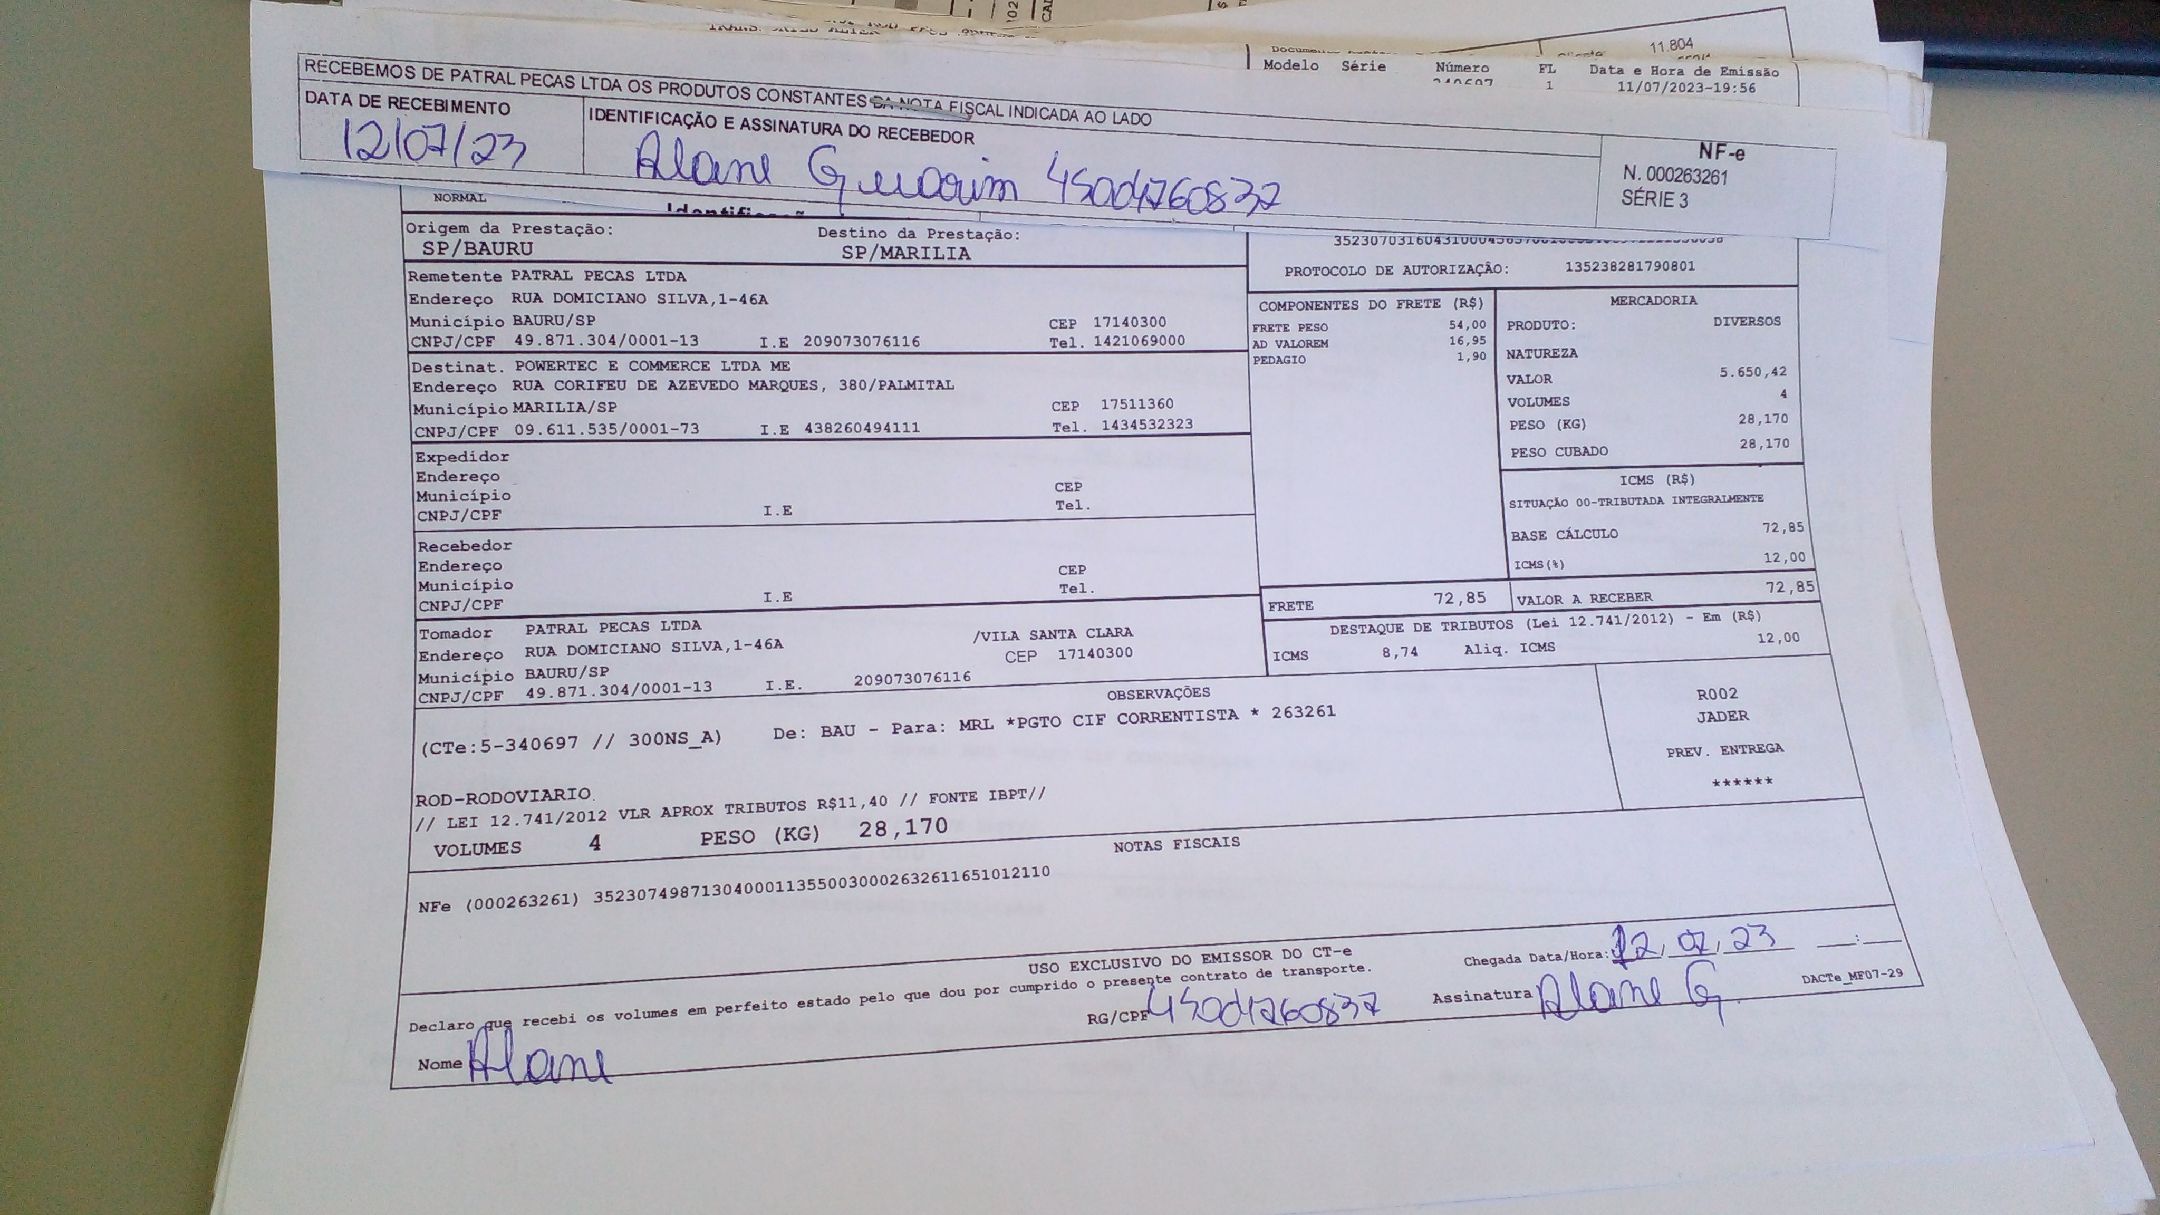 11.804
Modelo Série Número FL Data e Hora de Emissão
1 11/07/2023-19:56
RECEBEMOS DE PATRAL PECAS LTDA OS PRODUTOS CONSTANTES DA NOTA FISCAL INDICADA AO LADO
DATA DE RECEBIMENTO
12/07/23
IDENTIFICAÇÃO E ASSINATURA DO RECEBEDOR
Alane 45004760837
NF-e
N. 000263261
SÉRIE 3
NORMAL
Origem da Prestação: Destino da Prestação:
SP/BAURU SP/MARILIA
PROTOCOLO DE AUTORIZAÇÃO: 135238281790801
Remetente PATRAL PECAS LTDA
Endereço RUA DOMICIANO SILVA,1-46A
Município BAURU/SP CEP 17140300
CNPJ/CPF 49.871.304/0001-13 I.E 209073076116 Tel. 1421069000
Destinat. POWERTEC E COMMERCE LTDA ME
Endereço RUA CORIFEU DE AZEVEDO MARQUES, 380/PALMITAL
Município MARILIA/SP CEP 17511360
CNPJ/CPF 09.611.535/0001-73 I.E 438260494111 Tel. 1434532323
Expedidor
Endereço
Município CEP
CNPJ/CPF I.E Tel.
Recebedor
Endereço
Município CEP
CNPJ/CPF I.E Tel.
Tomador PATRAL PECAS LTDA
Endereço RUA DOMICIANO SILVA,1-46A /VILA SANTA CLARA
Município BAURU/SP CEP 17140300
CNPJ/CPF 49.871.304/0001-13 I.E. 209073076116
COMPONENTES DO FRETE (R$)
FRETE PESO 54,00
AD VALOREM 16,95
PEDAGIO 1,90
MERCADORIA
PRODUTO: DIVERSOS
NATUREZA
VALOR 5.650,42
VOLUMES 4
PESO (KG) 28,170
PESO CUBADO 28,170
ICMS (R$)
SITUAÇÃO 00-TRIBUTADA INTEGRALMENTE
BASE CÁLCULO 72,85
ICMS(%) 12,00
FRETE 72,85 VALOR A RECEBER 72,85
DESTAQUE DE TRIBUTOS (Lei 12.741/2012) - Em (R$)
ICMS 8,74 Aliq. ICMS 12,00
OBSERVAÇÕES
(CTe:5-340697 // 300NS_A) De: BAU - Para: MRL *PGTO CIF CORRENTISTA * 263261
R002
JADER
PREV. ENTREGA
******
ROD-RODOVIARIO.
// LEI 12.741/2012 VLR APROX TRIBUTOS R$11,40 // FONTE IBPT//
VOLUMES 4 PESO (KG) 28,170
NOTAS FISCAIS
NFe (000263261) 35230749871304000113550030002632611651012110
USO EXCLUSIVO DO EMISSOR DO CT-e
Declaro que recebi os volumes em perfeito estado pelo que dou por cumprido o presente contrato de transporte.
Chegada Data/Hora: 12/07/23 __:__
Nome Alane RG/CPF 45004760837 Assinatura Alane G.
DACTe_MF07-29